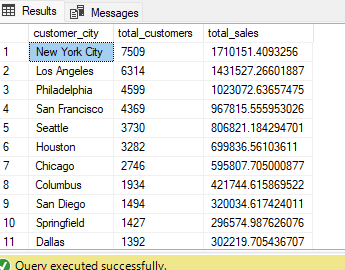 Results Messages
customer_city total_customers total_sales
1 New York City 7509 1710151.4093256
2 Los Angeles 6314 1431527.26601887
3 Philadelphia 4599 1023072.63657475
4 San Francisco 4369 967815.555953026
5 Seattle 3730 806821.184294701
6 Houston 3282 699836.56103611
7 Chicago 2746 595807.705000877
8 Columbus 1934 421744.615869522
9 San Diego 1494 320034.617424011
10 Springfield 1427 296574.987626076
11 Dallas 1392 302219.705436707
Query executed successfully.